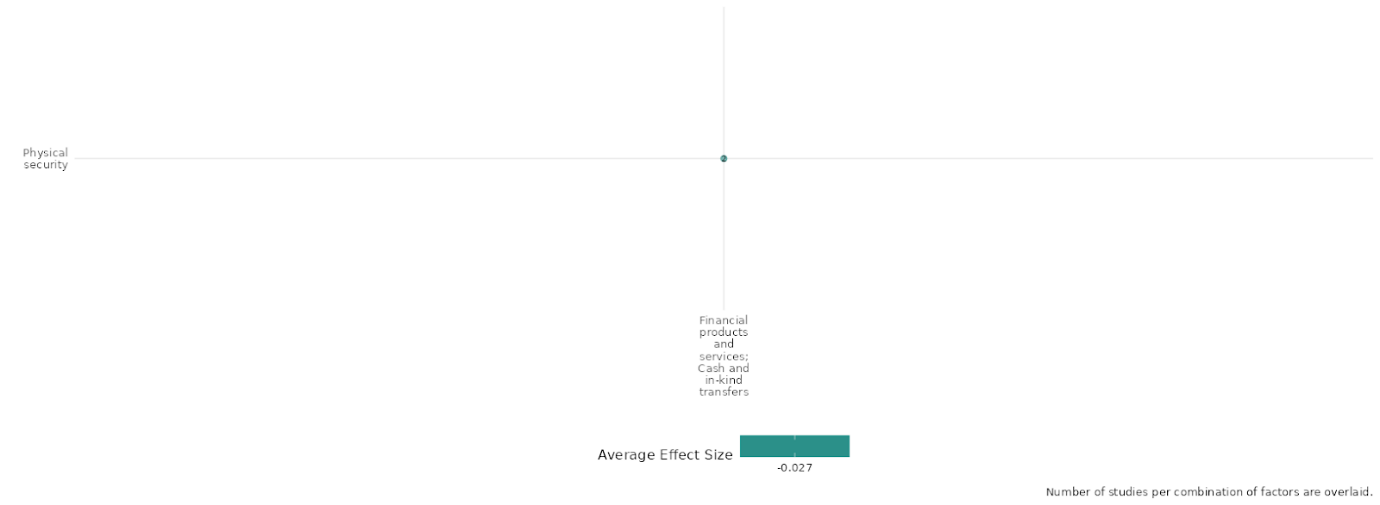 Physical
security
Financial
products
and
services;
Cash and
in-kind
transfers
Average Effect Size
-0.027
Number of studies per combination of factors are overlaid.